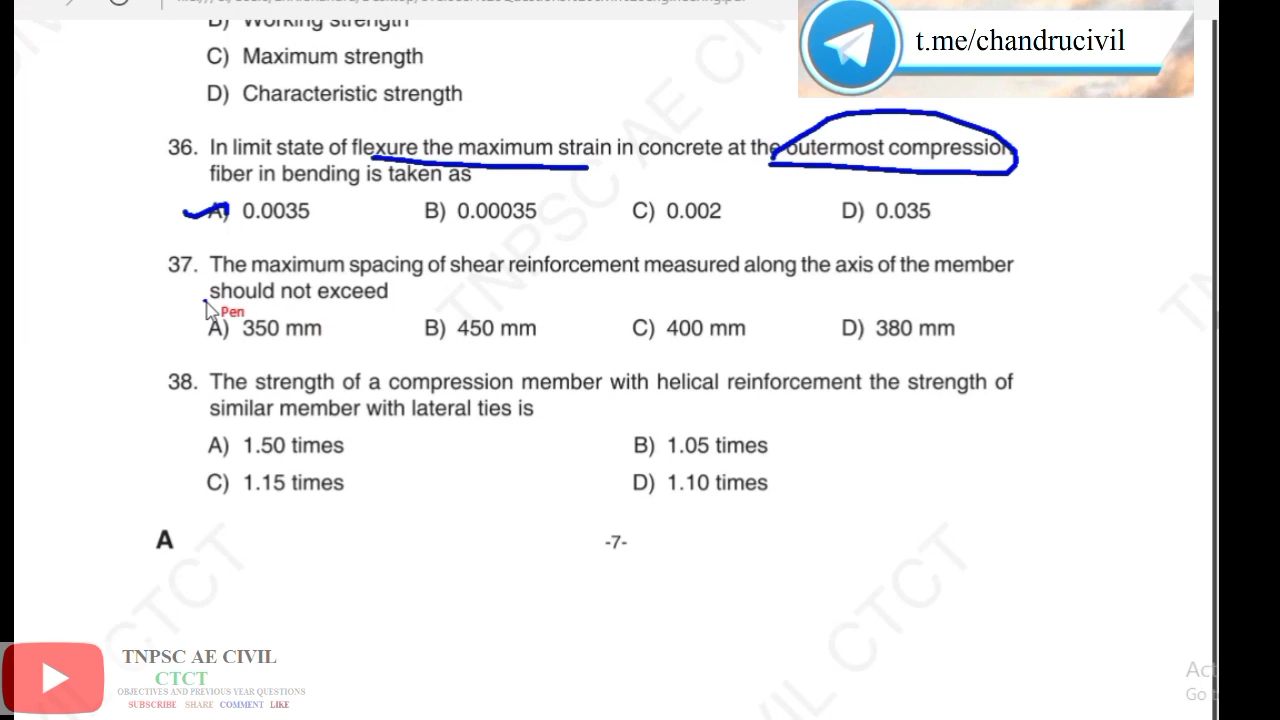 B) Working strength
t.me/chandrucivil
C) Maximum strength
D) Characteristic strength
36. In limit state of flexure the maximum strain in concrete at the outermost compression
fiber in bending is taken as
A) 0.0035 B) 0.00035 C) 0.002 D) 0.035
37. The maximum spacing of shear reinforcement measured along the axis of the member
should not exceed
Pen
A) 350 mm B) 450 mm C) 400 mm D) 380 mm
38. The strength of a compression member with helical reinforcement the strength of
similar member with lateral ties is
A) 1.50 times B) 1.05 times
C) 1.15 times D) 1.10 times
A -7-
TNPSC AE CIVIL
CTCT
OBJECTIVES AND PREVIOUS YEAR QUESTIONS
SUBSCRIBE SHARE COMMENT LIKE
Act
Go t